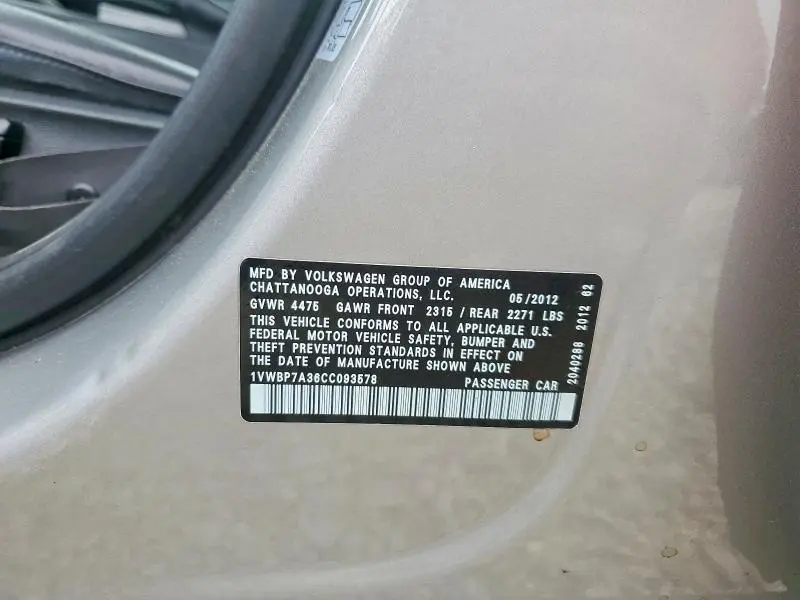 MFD BY VOLKSWAGEN GROUP OF AMERICA
CHATTANOOGA OPERATIONS, LLC. 05/2012
GVWR 4475 GAWR FRONT 2315 / REAR 2271 LBS
THIS VEHICLE CONFORMS TO ALL APPLICABLE U.S.
FEDERAL MOTOR VEHICLE SAFETY, BUMPER AND
THEFT PREVENTION STANDARDS IN EFFECT ON
THE DATE OF MANUFACTURE SHOWN ABOVE
1VWBP7A36CC093578 PASSENGER CAR
2040288 2012 62